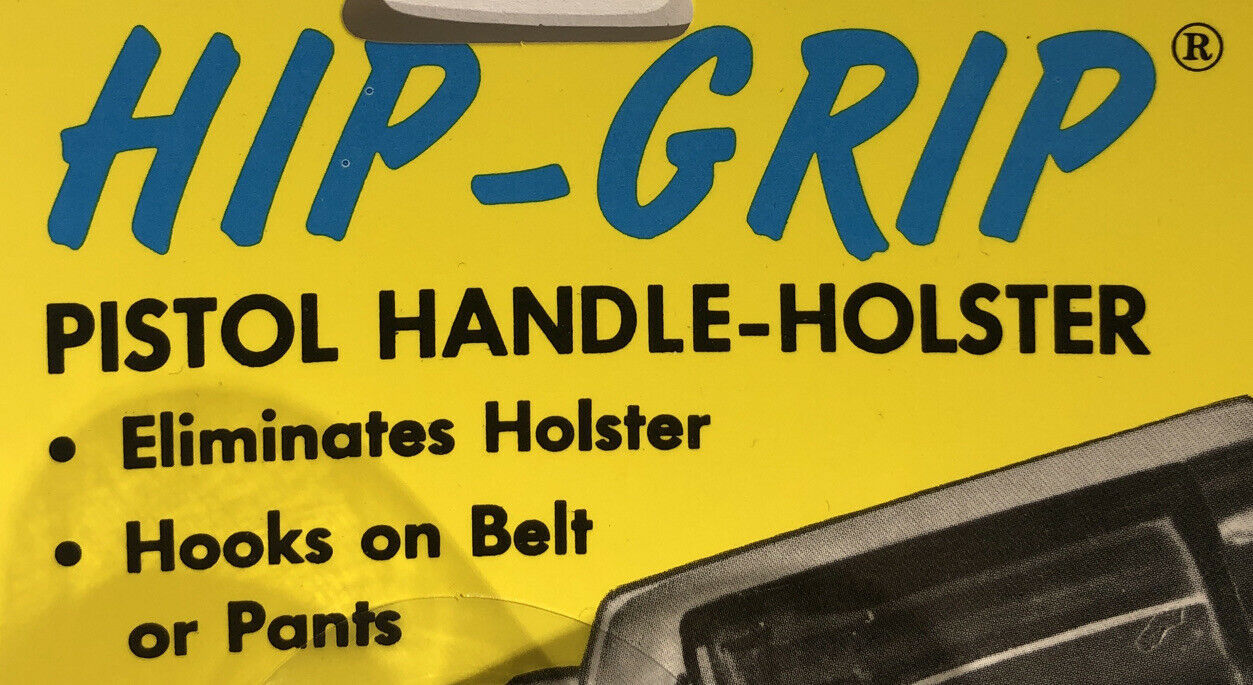 HIP-GRIP®
PISTOL HANDLE-HOLSTER
• Eliminates Holster
• Hooks on Belt
or Pants